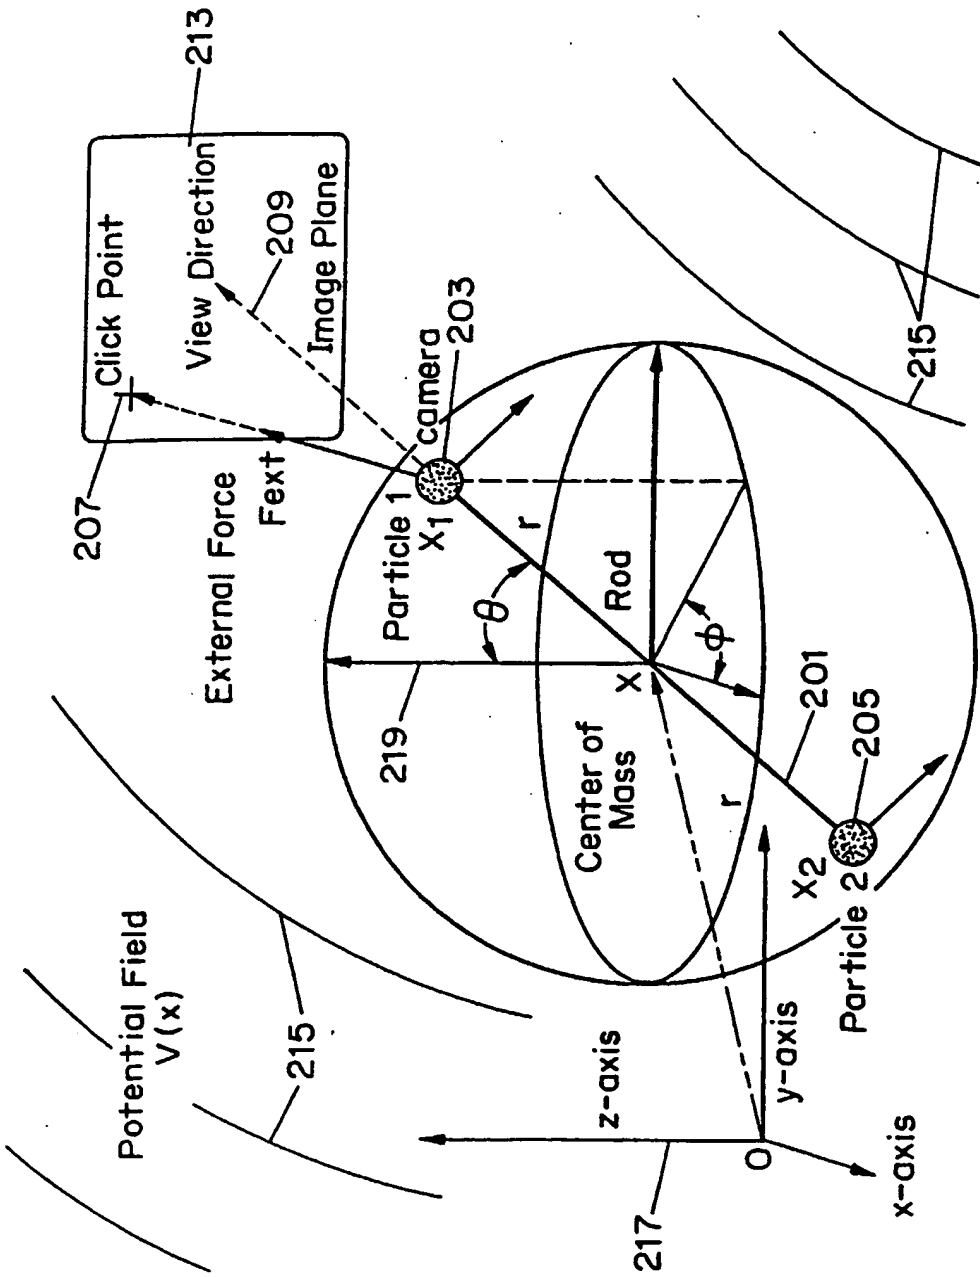 213
Click Point
View Direction
209
Image Plane
207
External Force
Fext
camera
203
Particle 1
X1
r
θ
219
Rod
X
Φ
Center of
Mass
r
201
205
X2
Particle 2
215
Potential Field
V(x)
215
z-axis
y-axis
x-axis
O
217